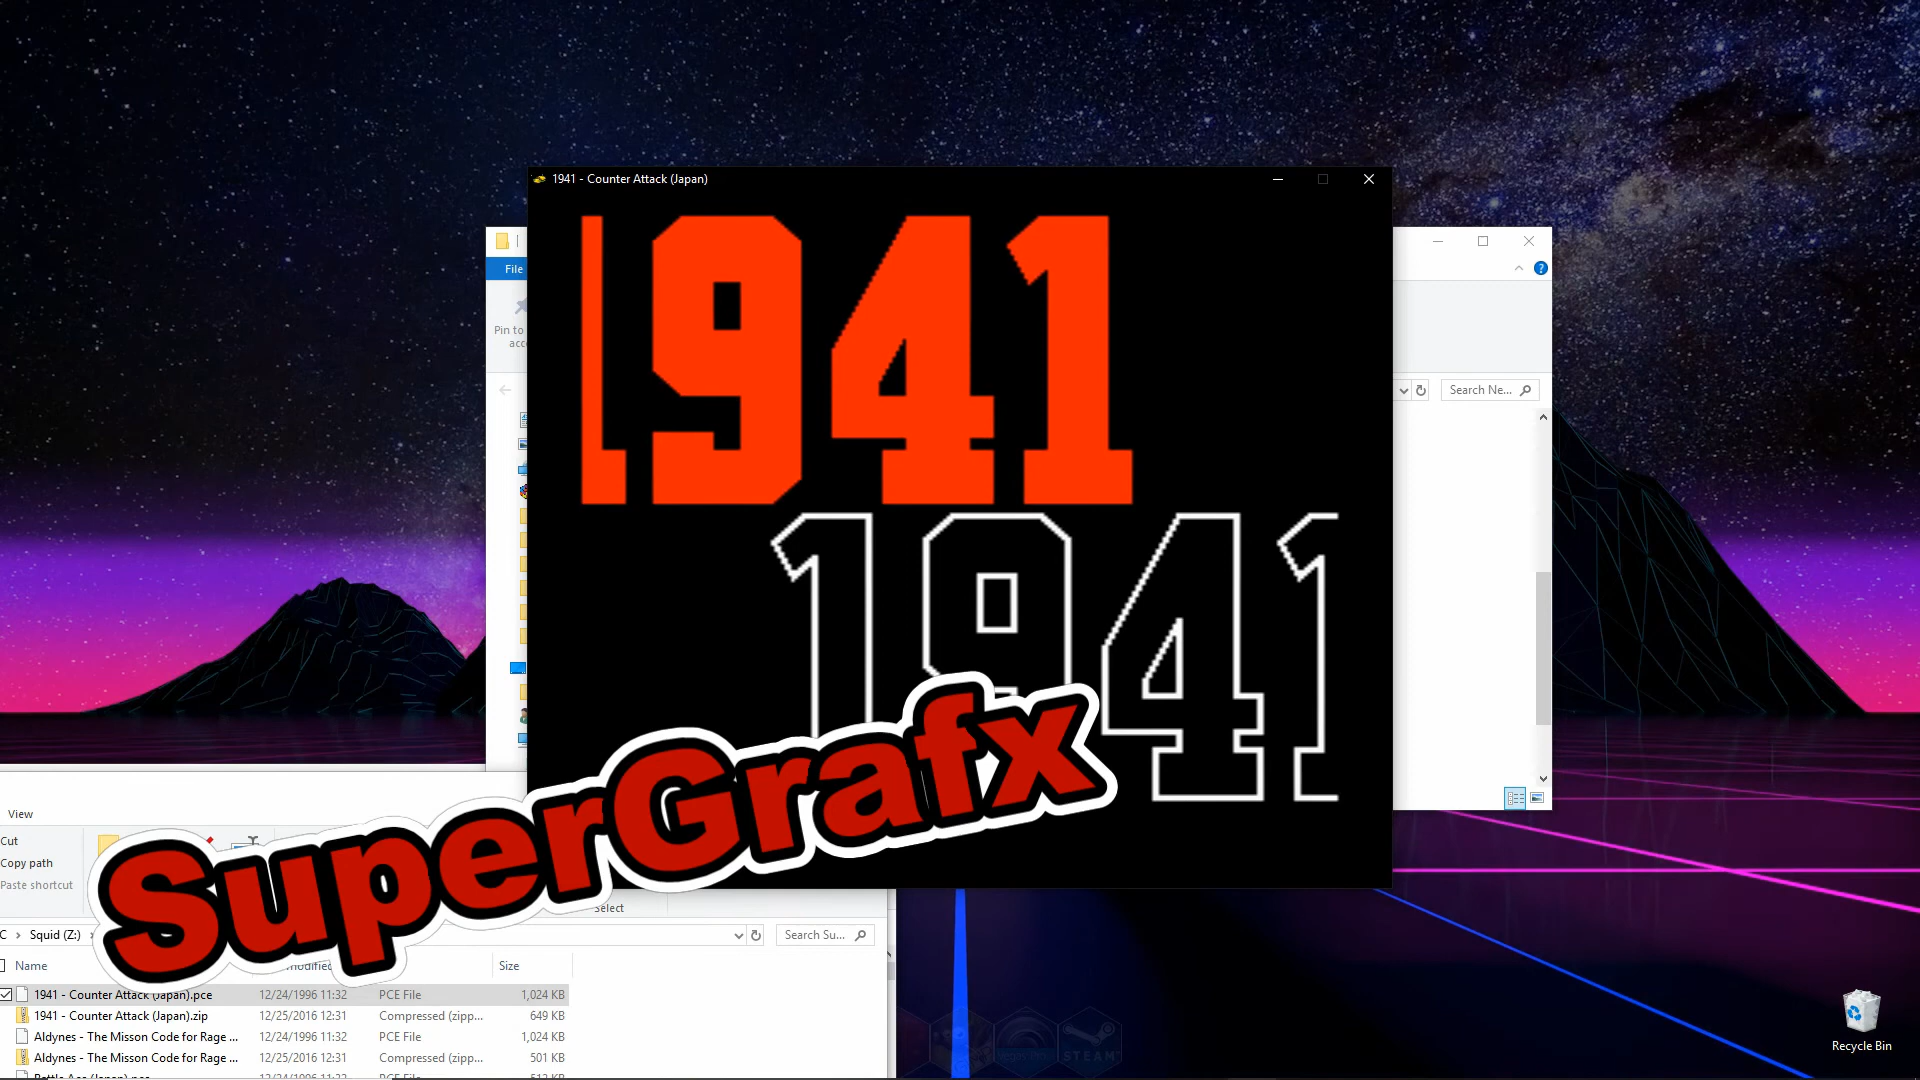 1941 - Counter Attack (Japan)
1941
File
Pin to
acc
Search Ne...
1941
SuperGrafx
View
Cut
Copy path
Paste shortcut
Select
C > Squid (Z:) >
Search Su...
Name
modified
Size
1941 - Counter Attack (Japan).pce 12/24/1996 11:32 PCE File 1,024 KB
1941 - Counter Attack (Japan).zip 12/25/2016 12:31 Compressed (zipp... 649 KB
Aldynes - The Misson Code for Rage ... 12/24/1996 11:32 PCE File 1,024 KB
Aldynes - The Misson Code for Rage ... 12/25/2016 12:31 Compressed (zipp... 501 KB
STEAM
Recycle Bin